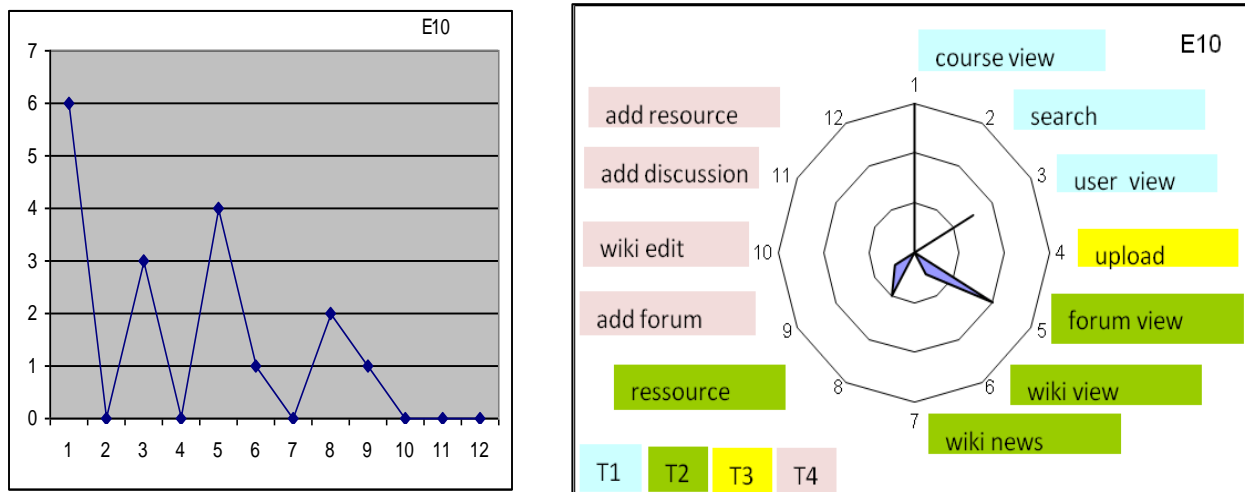 E10
7
6
5
4
3
2
1
0
1 2 3 4 5 6 7 8 9 10 11 12
E10
course view
1
add resource
12
2
search
add discussion
11
3
user view
wiki edit
10
4
upload
add forum
9
5
forum view
ressource
8
6
wiki view
7
wiki news
T1 T2 T3 T4